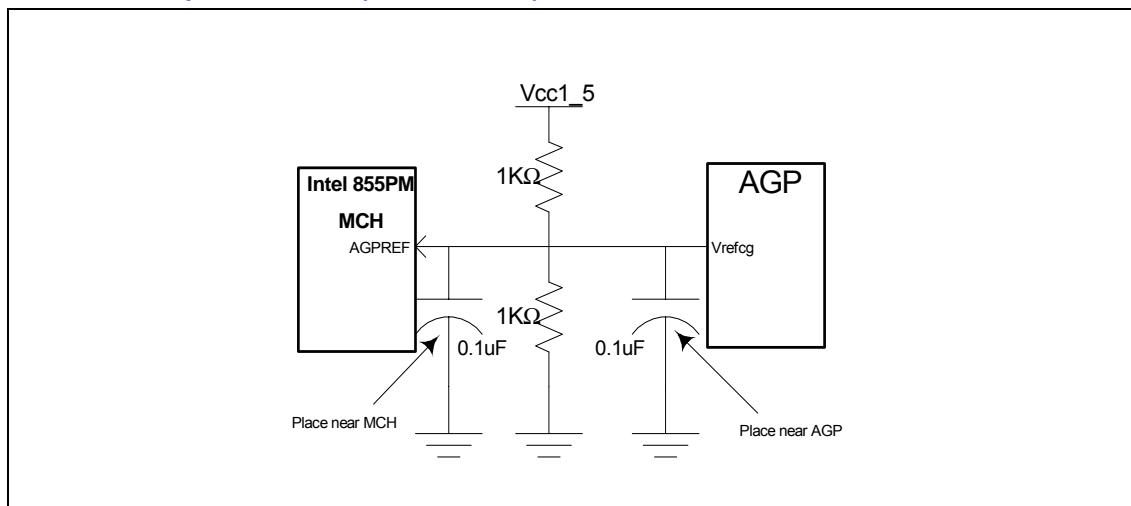 Vcc1_5
1KΩ
Intel 855PM
MCH
AGPREF
AGP
Vrefcg
1KΩ
0.1uF
0.1uF
Place near MCH
Place near AGP